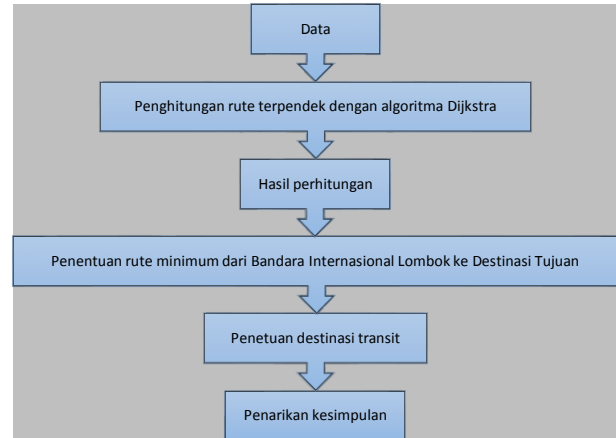 Data
Penghitungan rute terpendek dengan algoritma Dijkstra
Hasil perhitungan
Penentuan rute minimum dari Bandara Internasional Lombok ke Destinasi Tujuan
Penetuan destinasi transit
Penarikan kesimpulan